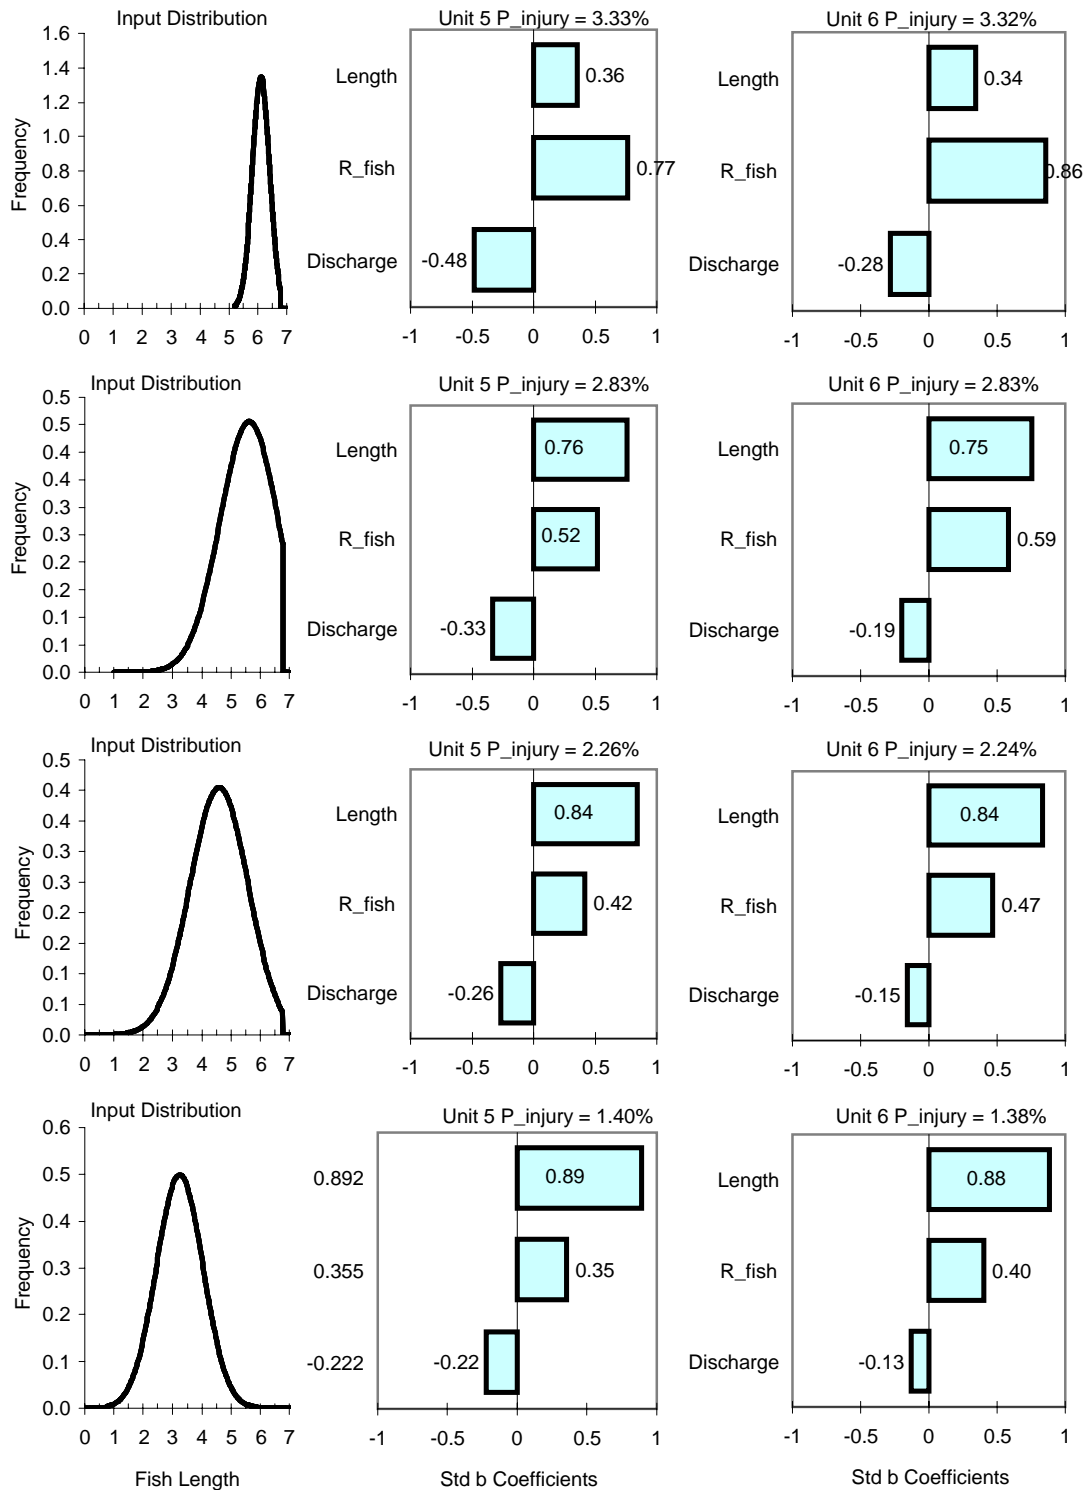 Input Distribution
1.6
1.4
1.2
1.0
0.8
0.6
0.4
0.2
0.0
Frequency
0 1 2 3 4 5 6 7
Unit 5 P_injury = 3.33%
Length
0.36
R_fish
0.77
Discharge
-0.48
-1 -0.5 0 0.5 1
Unit 6 P_injury = 3.32%
Length
0.34
R_fish
0.86
Discharge
-0.28
-1 -0.5 0 0.5 1
Input Distribution
0.5
0.5
0.4
0.4
0.3
0.3
0.2
0.2
0.1
0.1
0.0
Frequency
0 1 2 3 4 5 6 7
Unit 5 P_injury = 2.83%
Length
0.76
R_fish
0.52
Discharge
-0.33
-1 -0.5 0 0.5 1
Unit 6 P_injury = 2.83%
Length
0.75
R_fish
0.59
Discharge
-0.19
-1 -0.5 0 0.5 1
Input Distribution
0.5
0.4
0.4
0.3
0.3
0.2
0.2
0.1
0.1
0.0
Frequency
0 1 2 3 4 5 6 7
Unit 5 P_injury = 2.26%
Length
0.84
R_fish
0.42
Discharge
-0.26
-1 -0.5 0 0.5 1
Unit 6 P_injury = 2.24%
Length
0.84
R_fish
0.47
Discharge
-0.15
-1 -0.5 0 0.5 1
Input Distribution
0.6
0.5
0.4
0.3
0.2
0.1
0.0
Frequency
0 1 2 3 4 5 6 7
Fish Length
Unit 5 P_injury = 1.40%
0.892
0.89
0.355
0.35
-0.222
-0.22
-1 -0.5 0 0.5 1
Std b Coefficients
Unit 6 P_injury = 1.38%
Length
0.88
R_fish
0.40
Discharge
-0.13
-1 -0.5 0 0.5 1
Std b Coefficients